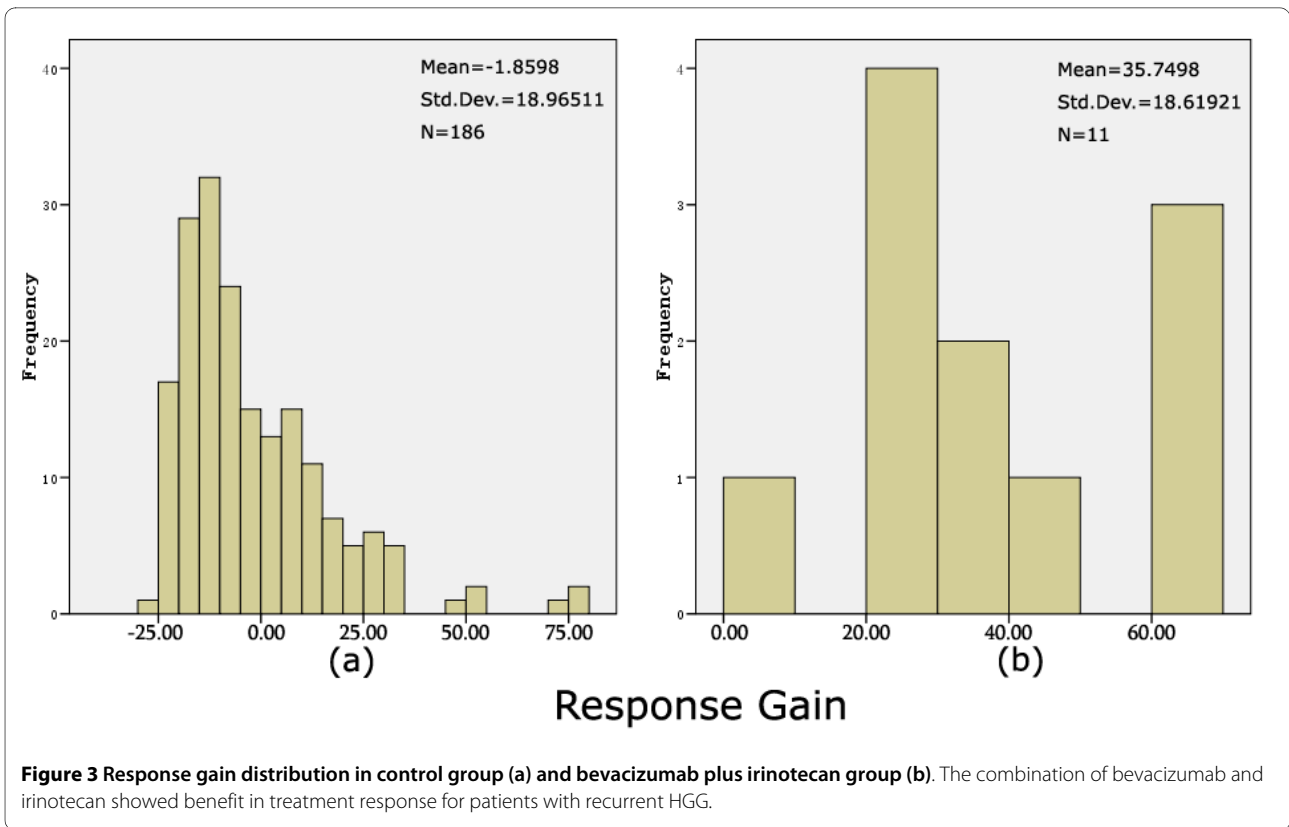 Mean=-1.8598
Std.Dev.=18.96511
N=186
40
30
20
10
0
Frequency
-25.00 0.00 25.00 50.00 75.00
(a)
Mean=35.7498
Std.Dev.=18.61921
N=11
4
3
2
1
0
Frequency
0.00 20.00 40.00 60.00
(b)
Response Gain
Figure 3 Response gain distribution in control group (a) and bevacizumab plus irinotecan group (b). The combination of bevacizumab and
irinotecan showed benefit in treatment response for patients with recurrent HGG.